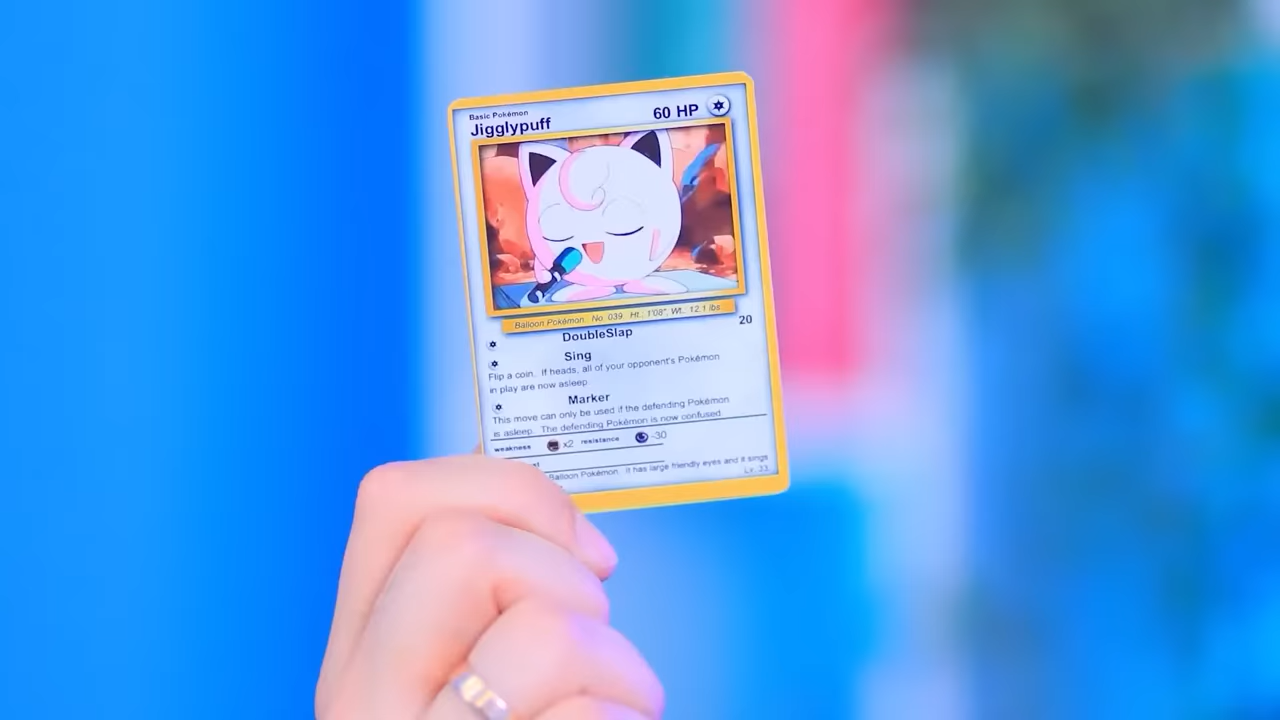 Basic Pokémon
Jigglypuff
60 HP
Balloon Pokémon. No. 039. Ht.: 1'08", Wt.: 12.1 lbs
DoubleSlap
20
Sing
Flip a coin. If heads, all of your opponent's Pokémon
in play are now asleep.
Marker
This move can only be used if the defending Pokémon
is asleep. The defending Pokémon is now confused
weakness x2 resistance -30
Balloon Pokémon. It has large friendly eyes and it sings
Lv. 33.